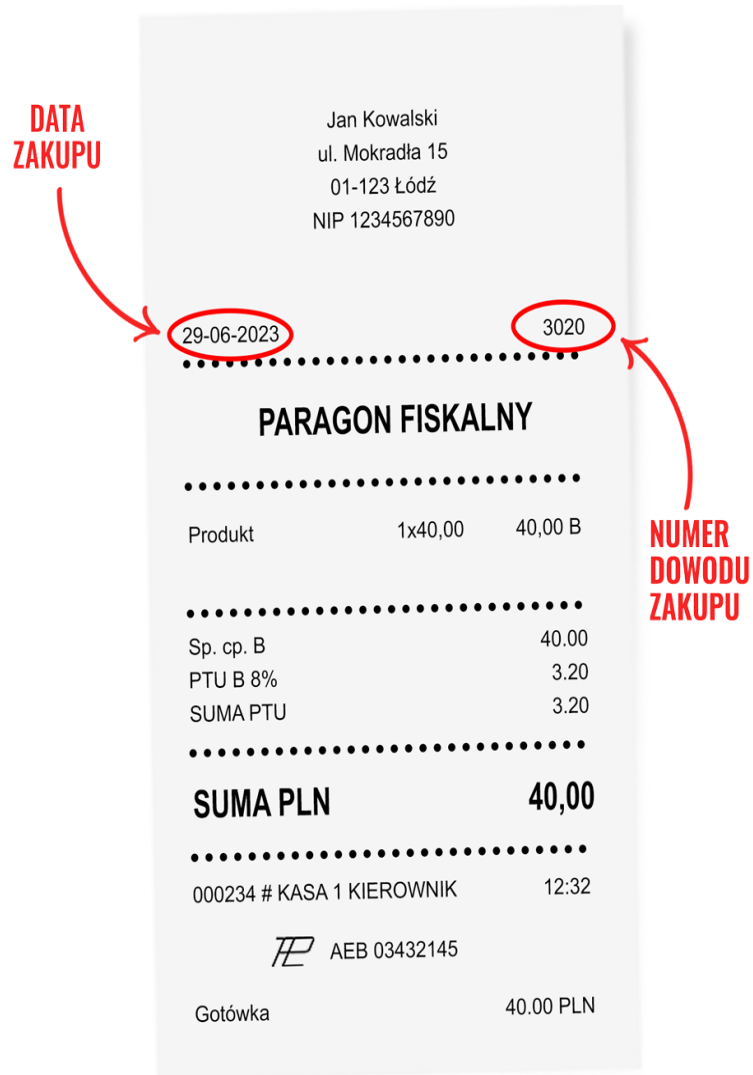 DATA
ZAKUPU
Jan Kowalski
ul. Mokradła 15
01-123 Łódź
NIP 1234567890
29-06-2023 3020
PARAGON FISKALNY
Produkt 1x40,00 40,00 B
NUMER
DOWODU
ZAKUPU
Sp. cp. B 40.00
PTU B 8% 3.20
SUMA PTU 3.20
SUMA PLN 40,00
000234 # KASA 1 KIEROWNIK 12:32
AEB 03432145
Gotówka 40.00 PLN